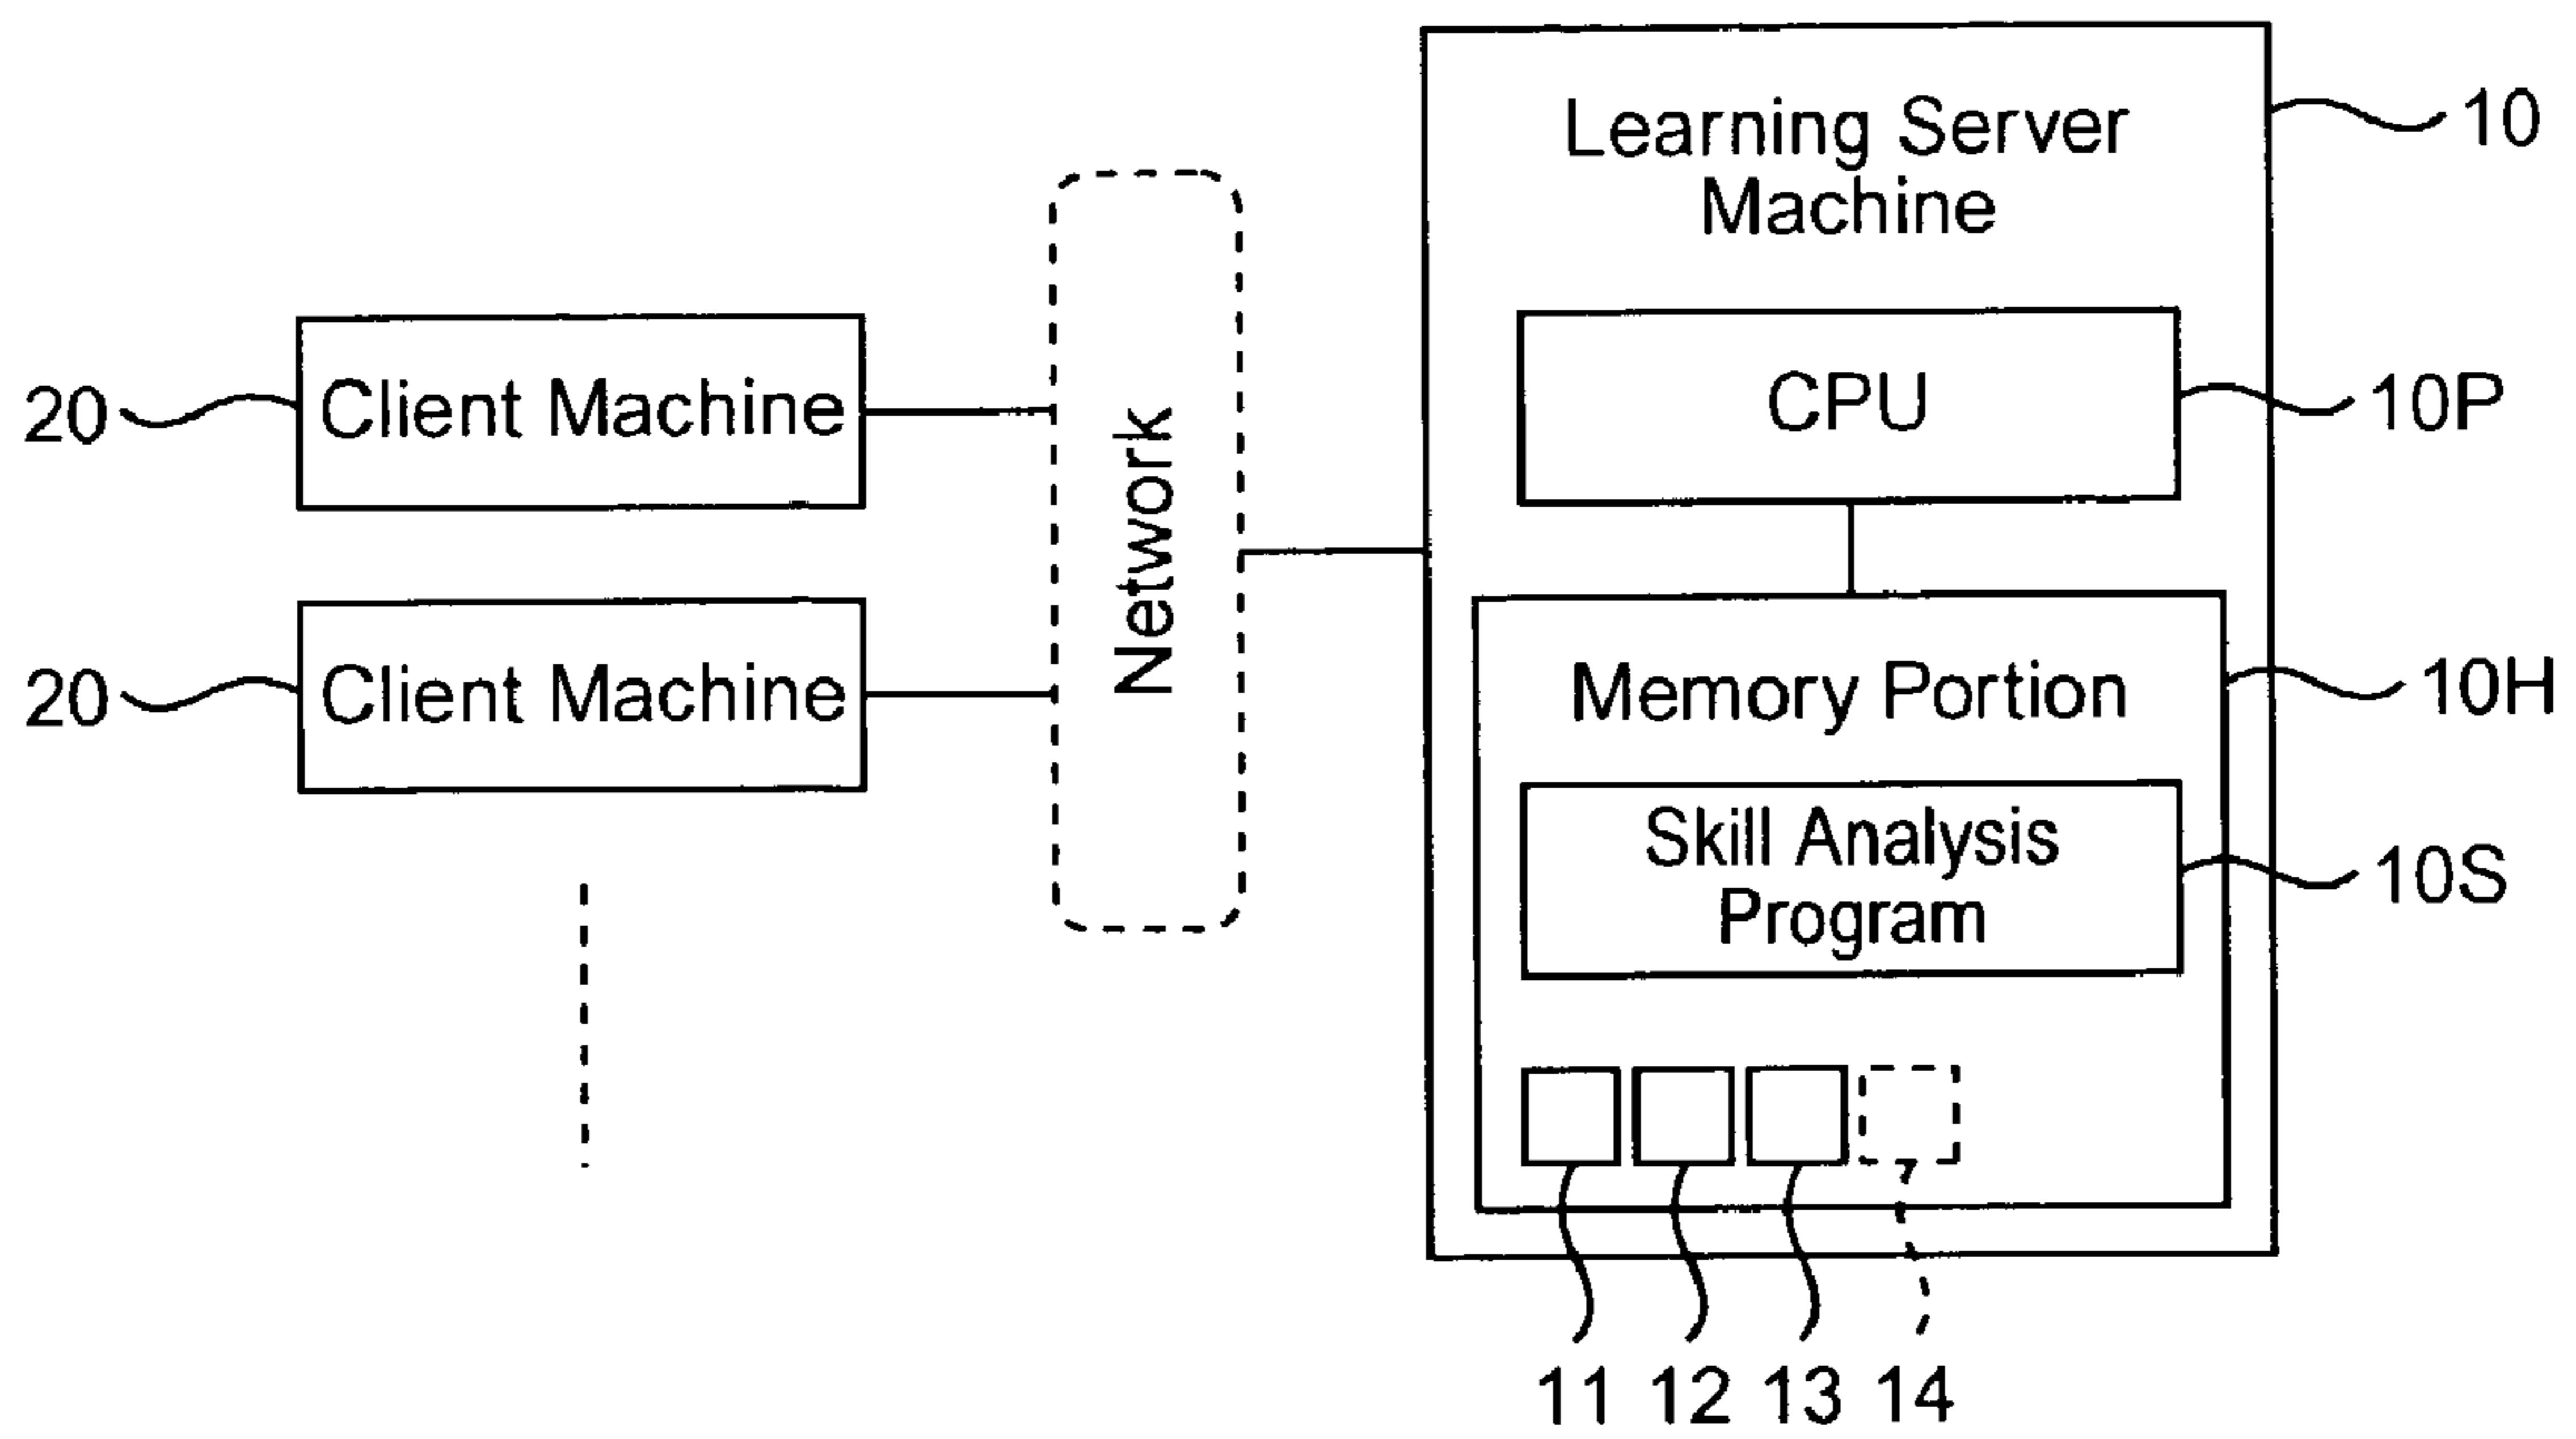 Learning Server
Machine
10
CPU
10P
20
Client Machine
Network
20
Client Machine
Memory Portion
10H
Skill Analysis
Program
10S
11
12
13
14